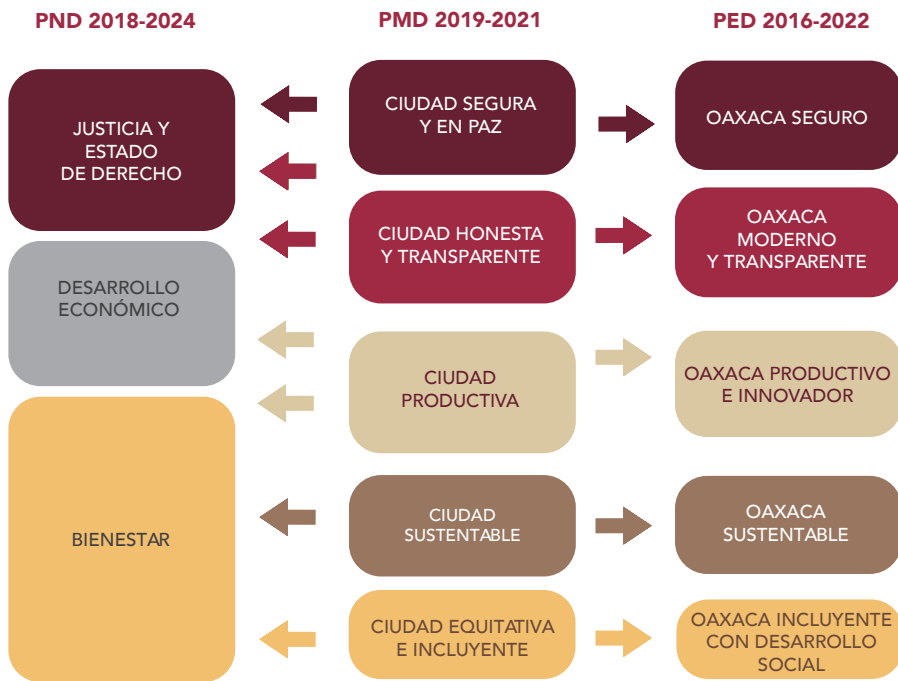 PND 2018-2024
PMD 2019-2021
PED 2016-2022
JUSTICIA Y
ESTADO
DE DERECHO
DESARROLLO
ECONÓMICO
BIENESTAR
CIUDAD SEGURA
Y EN PAZ
CIUDAD HONESTA
Y TRANSPARENTE
CIUDAD
PRODUCTIVA
CIUDAD
SUSTENTABLE
CIUDAD EQUITATIVA
E INCLUYENTE
OAXACA SEGURO
OAXACA
MODERNO
Y TRANSPARENTE
OAXACA PRODUCTIVO
E INNOVADOR
OAXACA
SUSTENTABLE
OAXACA INCLUYENTE
CON DESARROLLO
SOCIAL